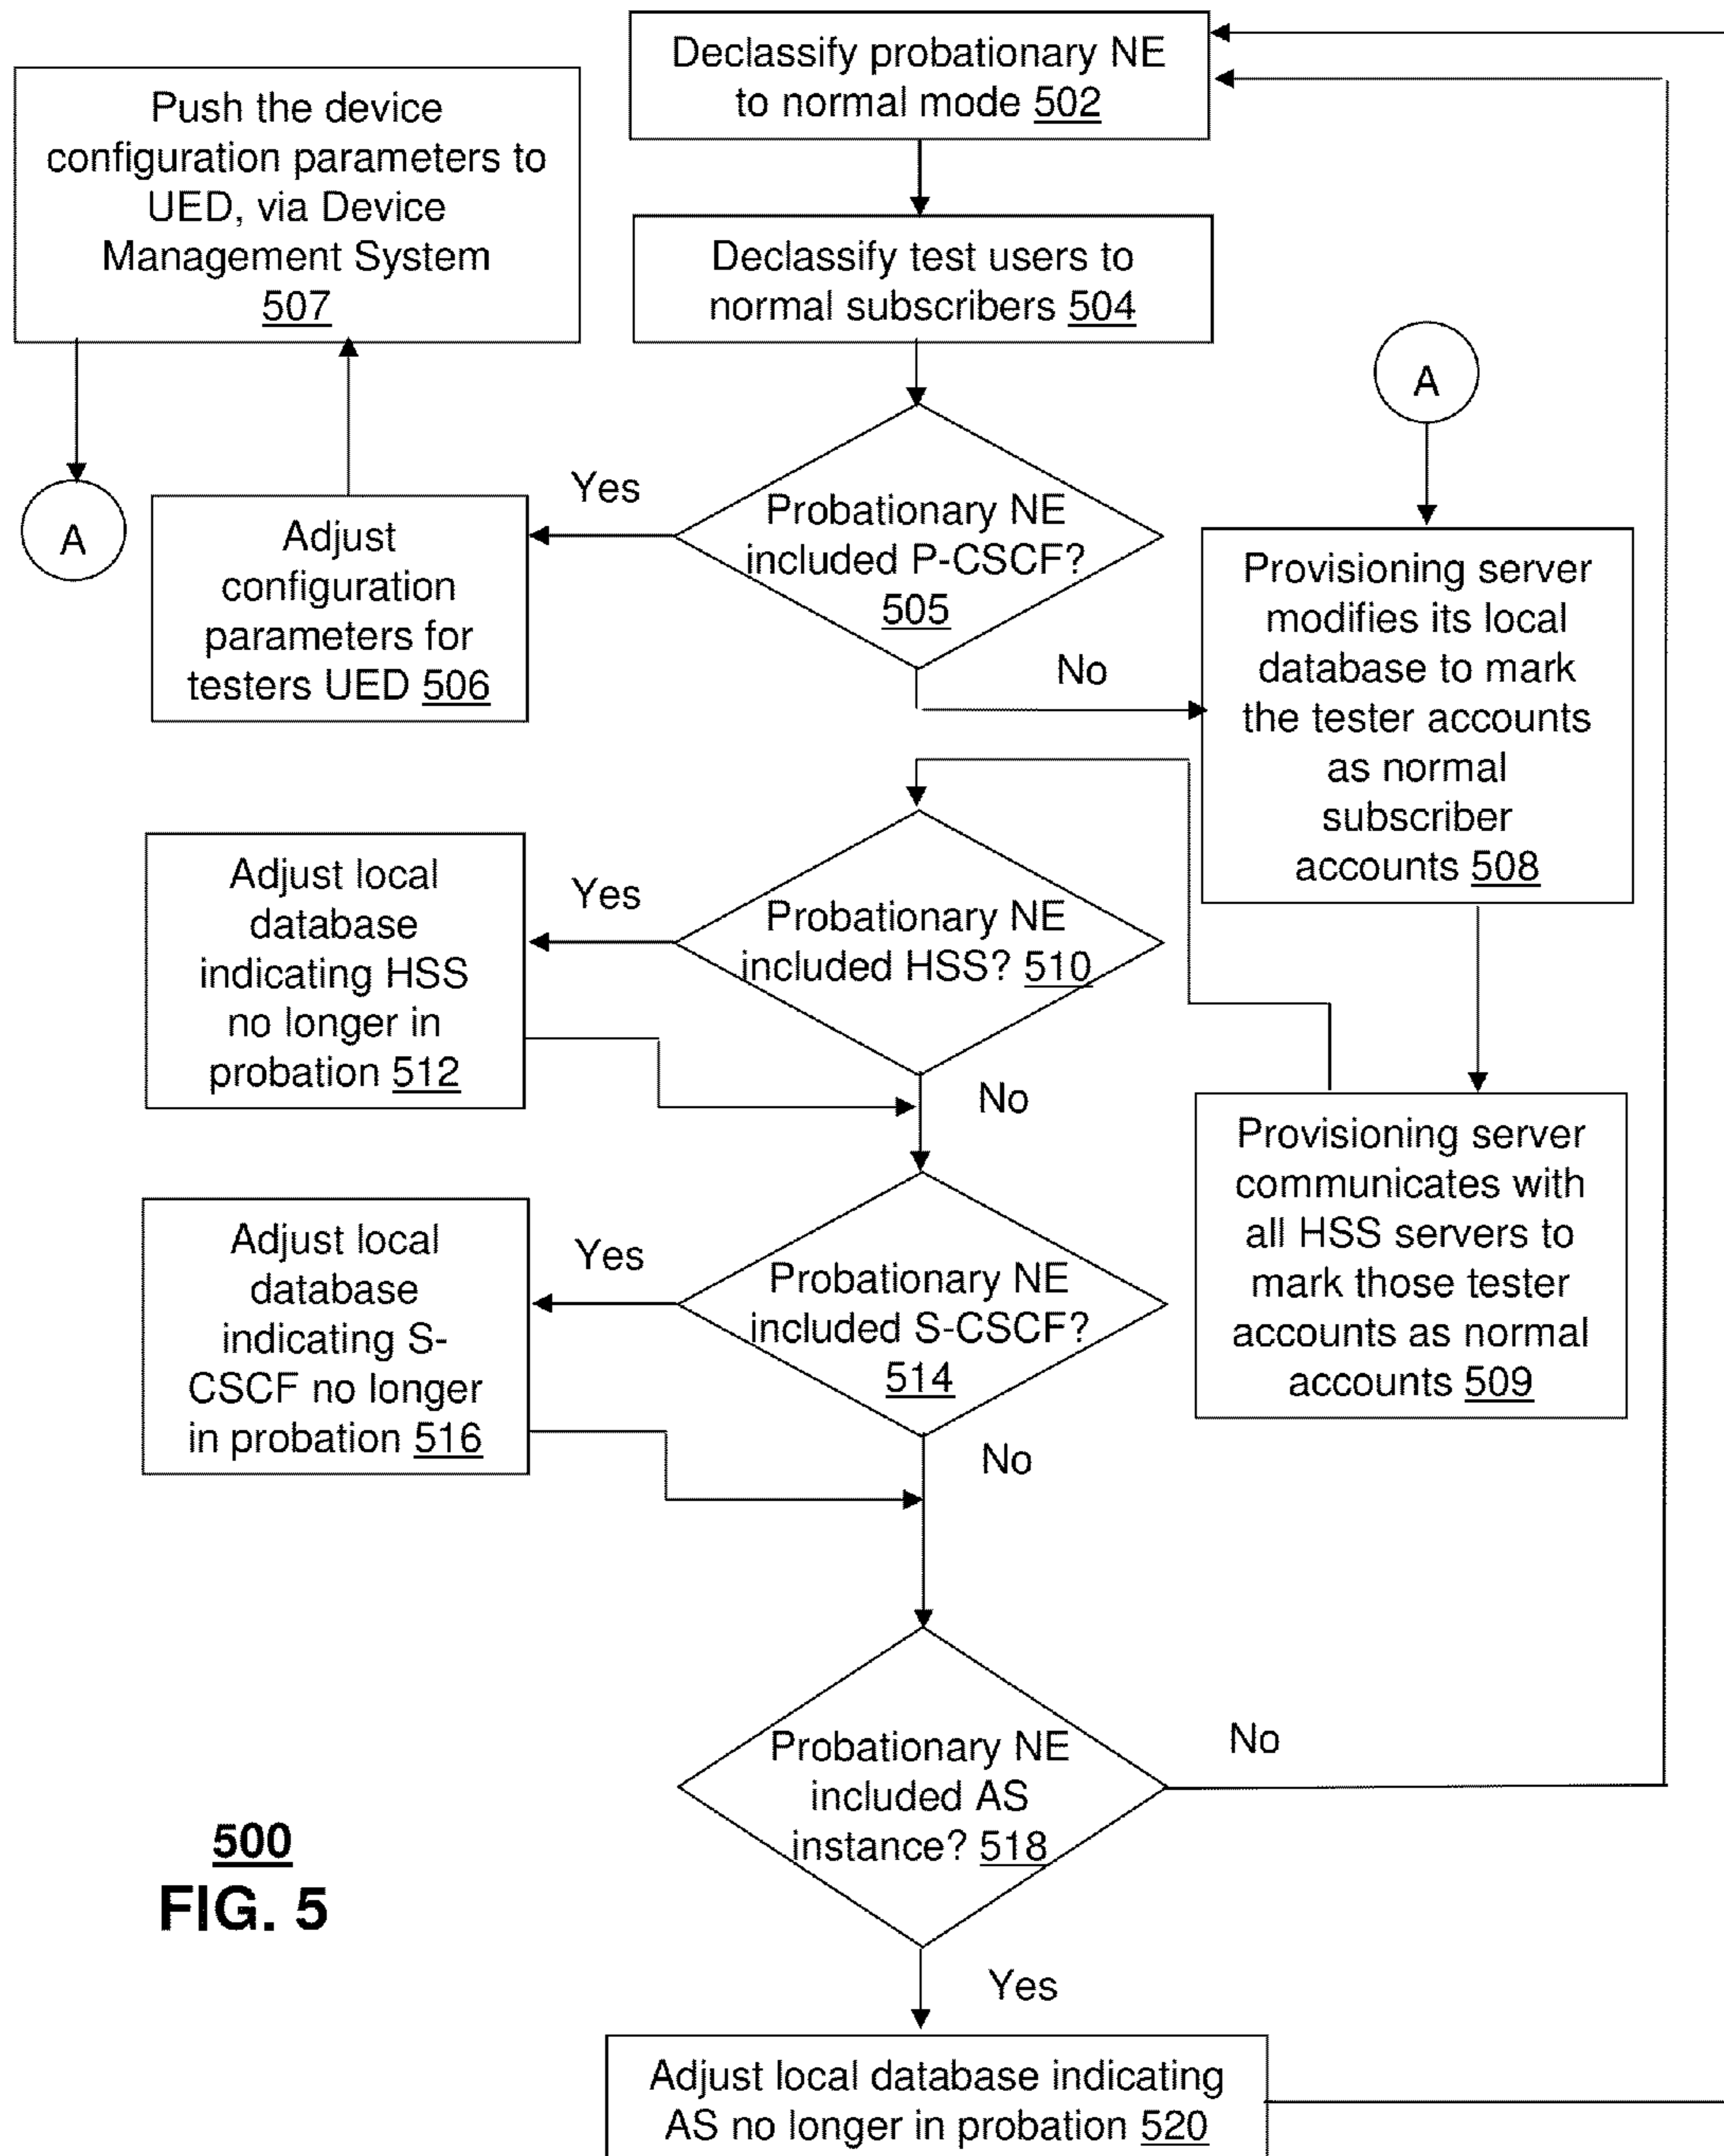 Declassify probationary NE
to normal mode 502
Push the device
configuration parameters to
UED, via Device
Management System
507
Declassify test users to
normal subscribers 504
A
Yes
Probationary NE
included P-CSCF?
505
A
Adjust
configuration
parameters for
testers UED 506
No
Provisioning server
modifies its local
database to mark
the tester accounts
as normal
subscriber
accounts 508
Adjust local
database
indicating HSS
no longer in
probation 512
Yes
Probationary NE
included HSS? 510
No
Provisioning server
communicates with
all HSS servers to
mark those tester
accounts as normal
accounts 509
Adjust local
database
indicating S-
CSCF no longer
in probation 516
Yes
Probationary NE
included S-CSCF?
514
No
Probationary NE
included AS
instance? 518
No
500
FIG. 5
Yes
Adjust local database indicating
AS no longer in probation 520